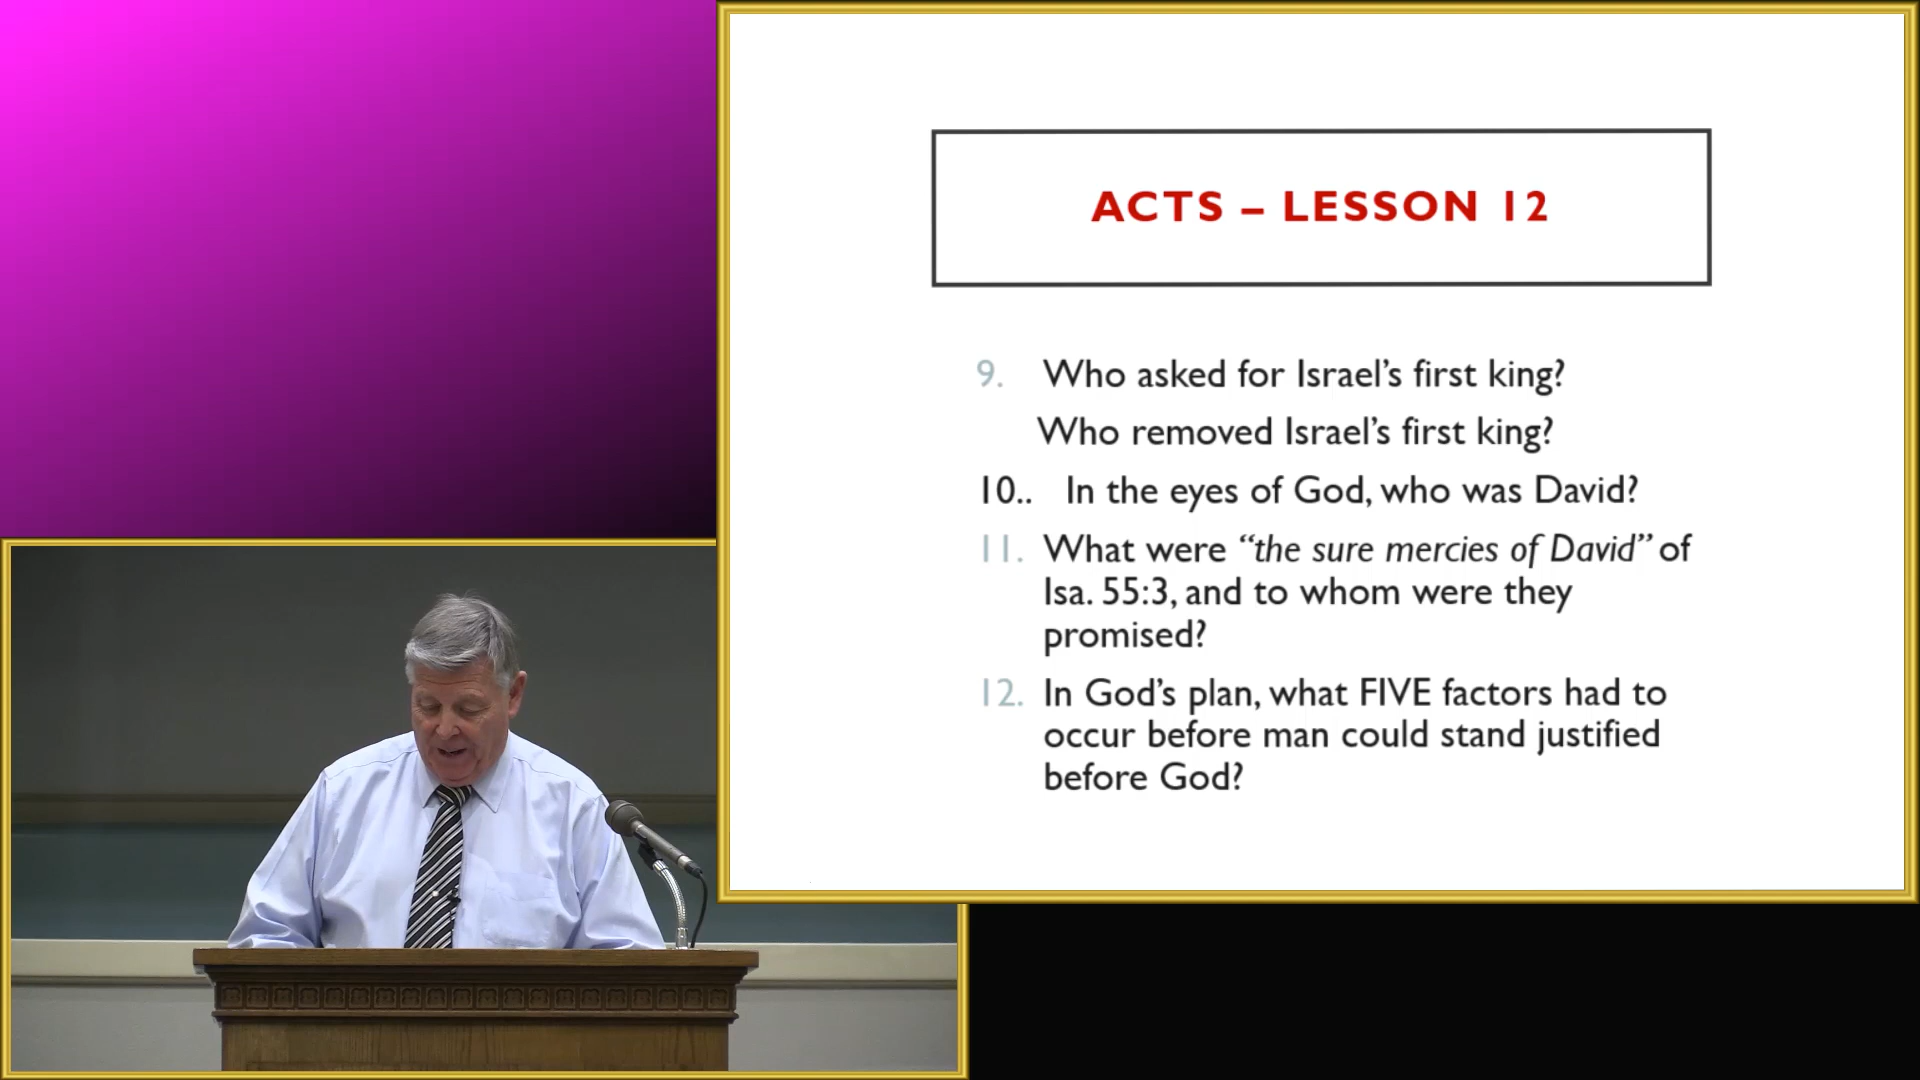 ACTS – LESSON 12
9. Who asked for Israel’s first king?
Who removed Israel’s first king?
10.. In the eyes of God, who was David?
11. What were “the sure mercies of David” of
Isa. 55:3, and to whom were they
promised?
12. In God’s plan, what FIVE factors had to
occur before man could stand justified
before God?